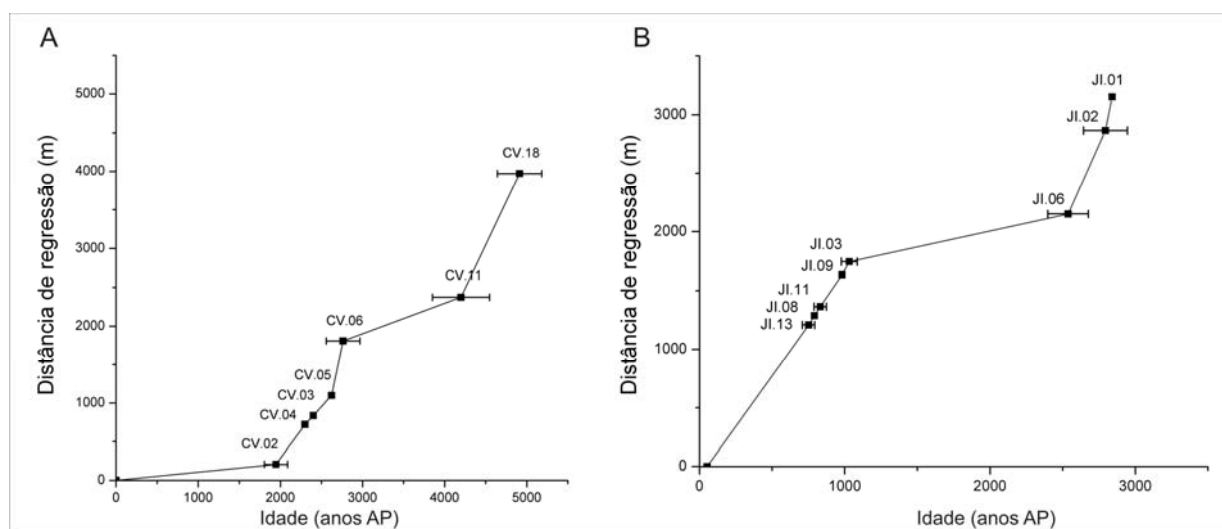 A
Distância de regressão (m)
5000
4000
3000
2000
1000
0
CV.18
CV.11
CV.06
CV.05
CV.03
CV.04
CV.02
0
1000
2000
3000
4000
5000
Idade (anos AP)
B
Distância de regressão (m)
3000
2000
1000
0
JI.01
JI.02
JI.06
JI.03
JI.09
JI.11
JI.08
JI.13
0
1000
2000
3000
Idade (anos AP)